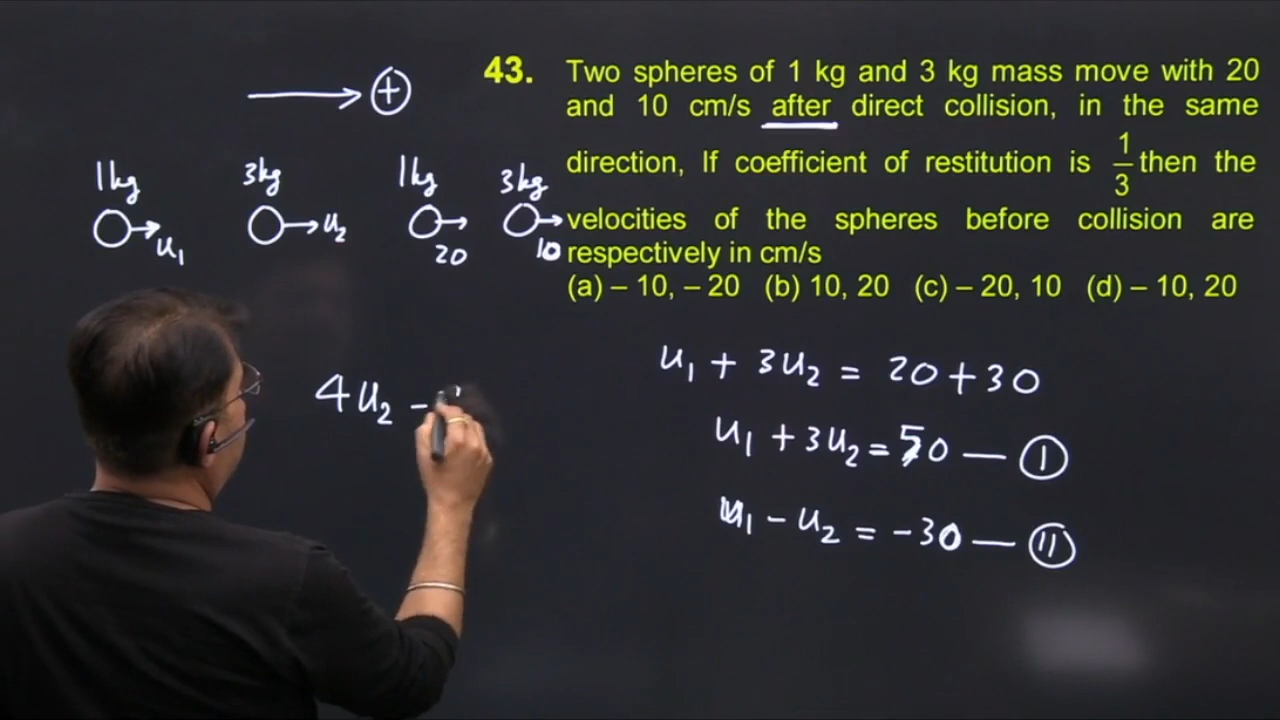 43. Two spheres of 1 kg and 3 kg mass move with 20
and 10 cm/s after direct collision, in the same
direction, If coefficient of restitution is 1/3 then the
velocities of the spheres before collision are
respectively in cm/s
(a) – 10, – 20 (b) 10, 20 (c) – 20, 10 (d) – 10, 20
+
1kg 3kg 1kg 3kg
u₁ u₂ 20 10
u₁ + 3u₂ = 20+30
u₁ + 3u₂ = 50 — I
u₁ - u₂ = -30 — II
4u₂